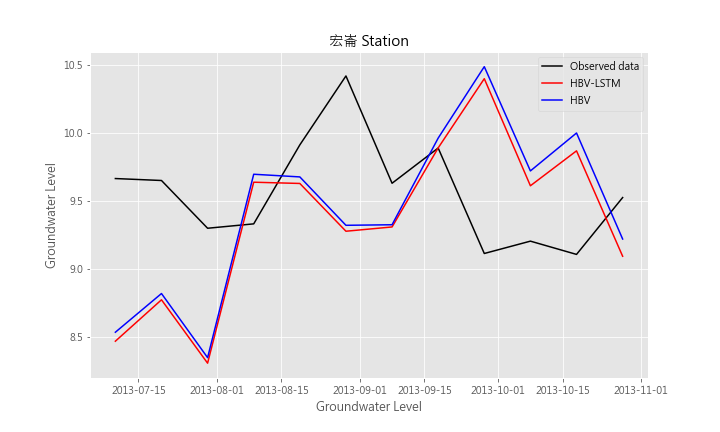 宏崙 Station
Observed data
HBV-LSTM
HBV
Groundwater Level
10.5
10.0
9.5
9.0
8.5
2013-07-15 2013-08-01 2013-08-15 2013-09-01 2013-09-15 2013-10-01 2013-10-15 2013-11-01
Groundwater Level